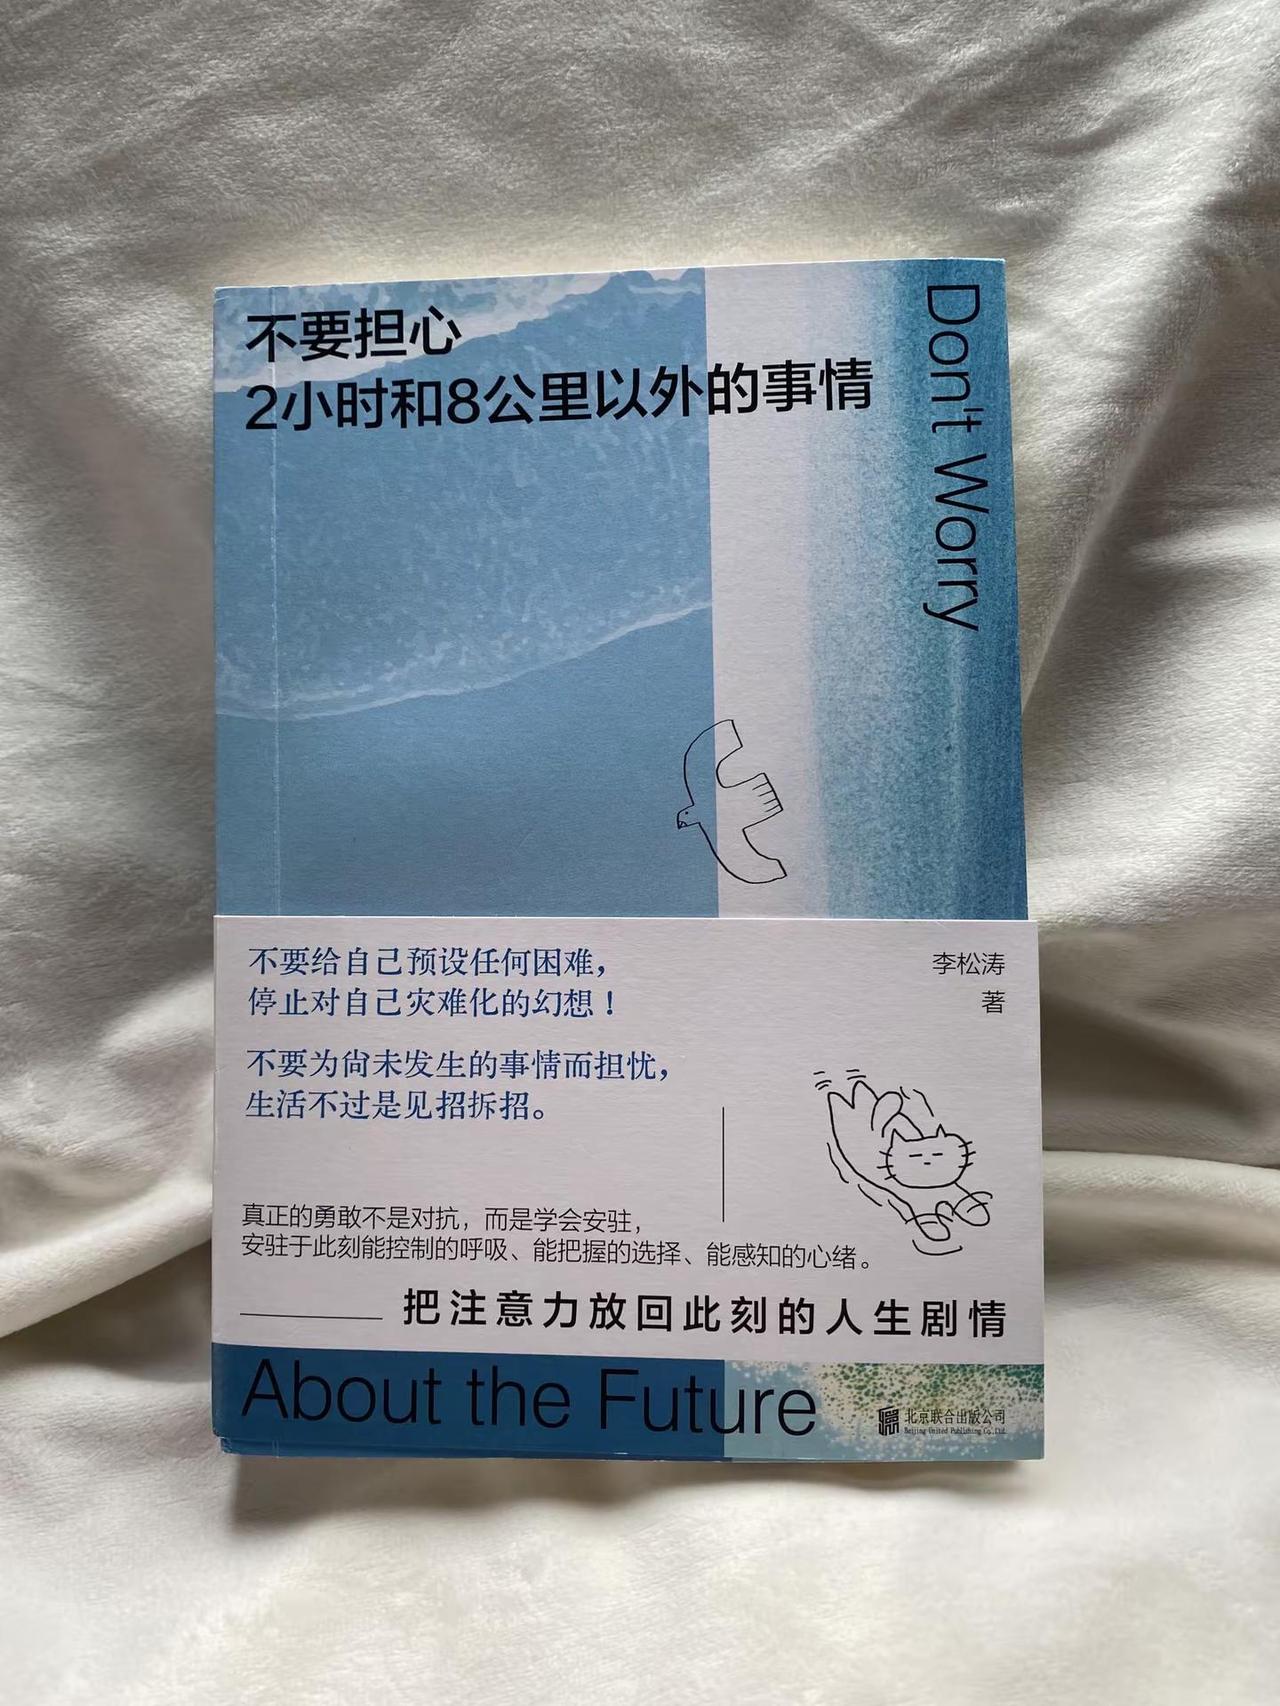 不要担心
2小时和8公里以外的事情
Don't Worry
不要给自己预设任何困难，
停止对自己灾难化的幻想！
李松涛
著
不要为尚未发生的事情而担忧，
生活不过是见招拆招。
真正的勇敢不是对抗，而是学会安驻，
安驻于此刻能控制的呼吸、能把握的选择、能感知的心绪。
把注意力放回此刻的人生剧情
About the Future
北京联合出版公司
Beijing United Publishing Co.,Ltd.